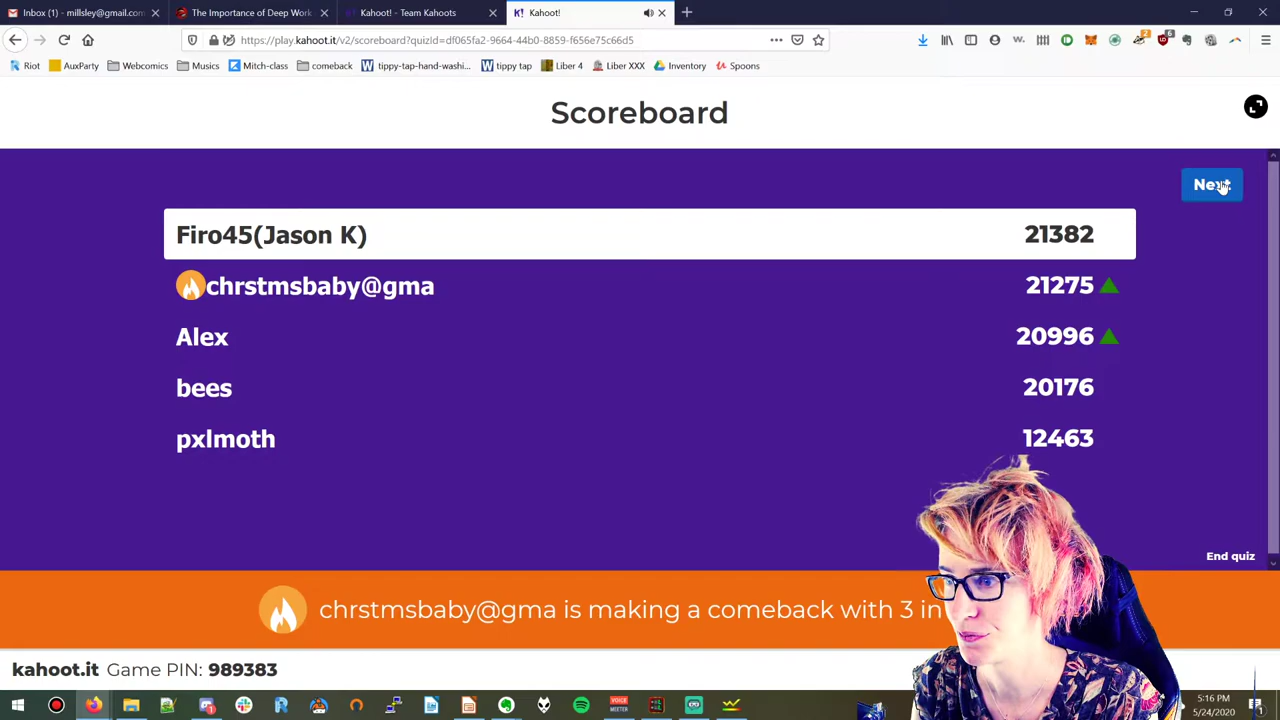 Inbox (1) - millsley@gmail.com
The Importance of Deep Work
Kahoot! - Team Kahoots
K! Kahoot!
https://play.kahoot.it/v2/scoreboard?quizId=df065fa2-9664-44b0-8859-f656e75c66d5
Riot
AuxParty
Webcomics
Musics
Mitch-class
comeback
tippy-tap-hand-washi...
tippy tap
Liber 4
Liber XXX
Inventory
Spoons
Scoreboard
Next
Firo45(Jason K) 21382
chrstmsbaby@gma 21275
Alex 20996
bees 20176
pxlmoth 12463
End quiz
chrstmsbaby@gma is making a comeback with 3 in
kahoot.it Game PIN: 989383
5:16 PM
5/24/2020